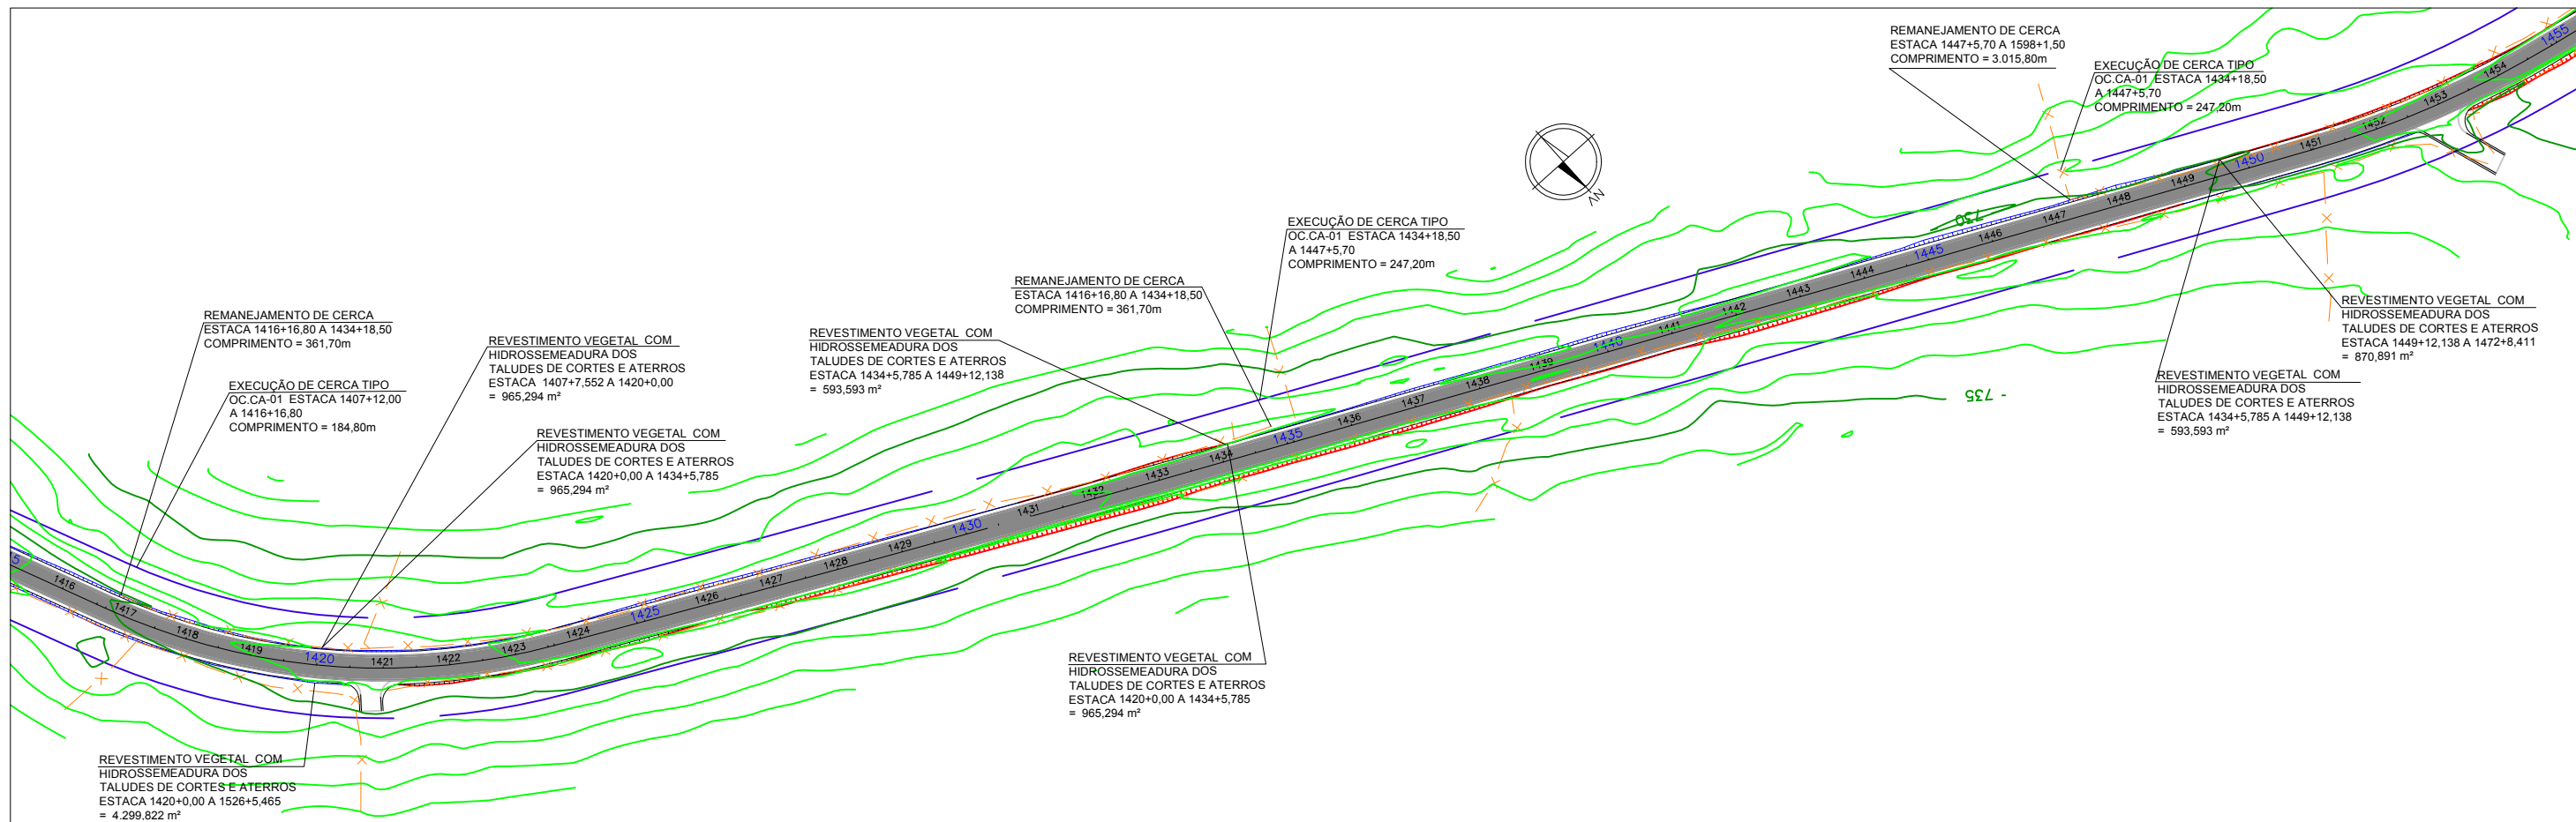 REMANEJAMENTO DE CERCA
ESTACA 1447+5,70 A 1598+1,50
COMPRIMENTO = 3.015,80m
EXECUÇÃO DE CERCA TIPO
OC.CA-01 ESTACA 1434+18,50
A 1447+5,70
COMPRIMENTO = 247,20m
NV
EXECUÇÃO DE CERCA TIPO
OC.CA-01 ESTACA 1434+18,50
A 1447+5,70
COMPRIMENTO = 247,20m
REMANEJAMENTO DE CERCA
ESTACA 1416+16,80 A 1434+18,50
COMPRIMENTO = 361,70m
REMANEJAMENTO DE CERCA
ESTACA 1416+16,80 A 1434+18,50
COMPRIMENTO = 361,70m
EXECUÇÃO DE CERCA TIPO
OC.CA-01 ESTACA 1407+12,00
A 1416+16,80
COMPRIMENTO = 184,80m
REVESTIMENTO VEGETAL COM
HIDROSSEMEADURA DOS
TALUDES DE CORTES E ATERROS
ESTACA 1407+7,552 A 1420+0,00
= 965,294 m²
REVESTIMENTO VEGETAL COM
HIDROSSEMEADURA DOS
TALUDES DE CORTES E ATERROS
ESTACA 1420+0,00 A 1434+5,785
= 965,294 m²
REVESTIMENTO VEGETAL COM
HIDROSSEMEADURA DOS
TALUDES DE CORTES E ATERROS
ESTACA 1434+5,785 A 1449+12,138
= 593,593 m²
REVESTIMENTO VEGETAL COM
HIDROSSEMEADURA DOS
TALUDES DE CORTES E ATERROS
ESTACA 1449+12,138 A 1472+8,411
= 870,891 m²
REVESTIMENTO VEGETAL COM
HIDROSSEMEADURA DOS
TALUDES DE CORTES E ATERROS
ESTACA 1434+5,785 A 1449+12,138
= 593,593 m²
REVESTIMENTO VEGETAL COM
HIDROSSEMEADURA DOS
TALUDES DE CORTES E ATERROS
ESTACA 1420+0,00 A 1434+5,785
= 965,294 m²
REVESTIMENTO VEGETAL COM
HIDROSSEMEADURA DOS
TALUDES DE CORTES E ATERROS
ESTACA 1420+0,00 A 1526+5,465
= 4.299,822 m²
730
- 735
5
1416
1417
1418
1419
1420
1421
1422
1423
1424
1425
1426
1427
1428
1429
1430
1431
1432
1433
1434
1435
1436
1437
1438
1439
1440
1441
1442
1443
1444
1445
1446
1447
1448
1449
1450
1451
1452
1453
1454
1455